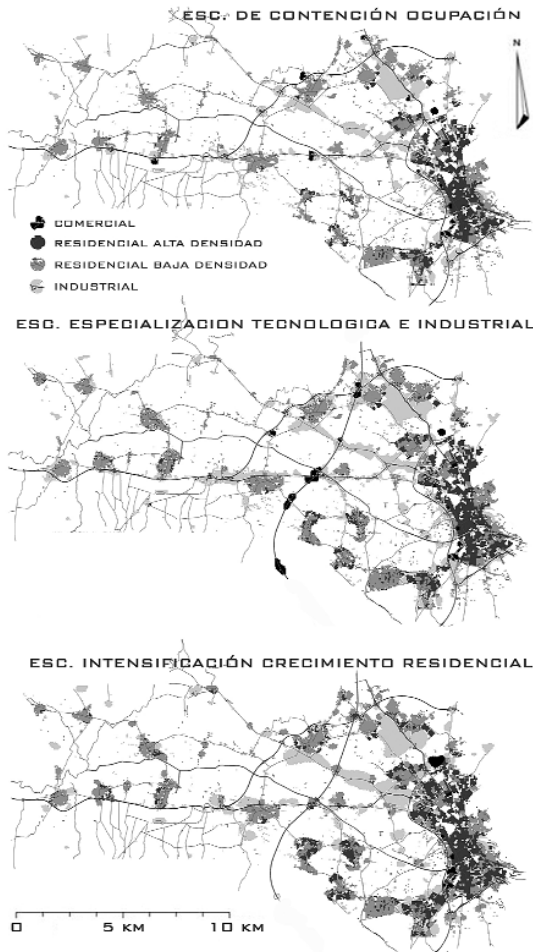 ESC. DE CONTENCIÓN OCUPACIÓN
N
COMERCIAL
RESIDENCIAL ALTA DENSIDAD
RESIDENCIAL BAJA DENSIDAD
INDUSTRIAL
ESC. ESPECIALIZACION TECNOLOGICA E INDUSTRIAL
ESC. INTENSIFICACIÓN CRECIMIENTO RESIDENCIAL
0 5 KM 10 KM